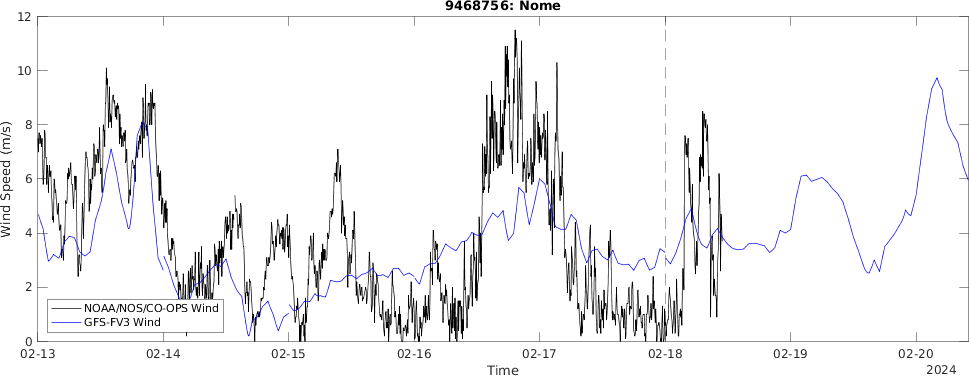 9468756: Nome
12
10
8
6
4
2
0
Wind Speed (m/s)
NOAA/NOS/CO-OPS Wind
GFS-FV3 Wind
02-13 02-14 02-15 02-16 02-17 02-18 02-19 02-20
Time
2024